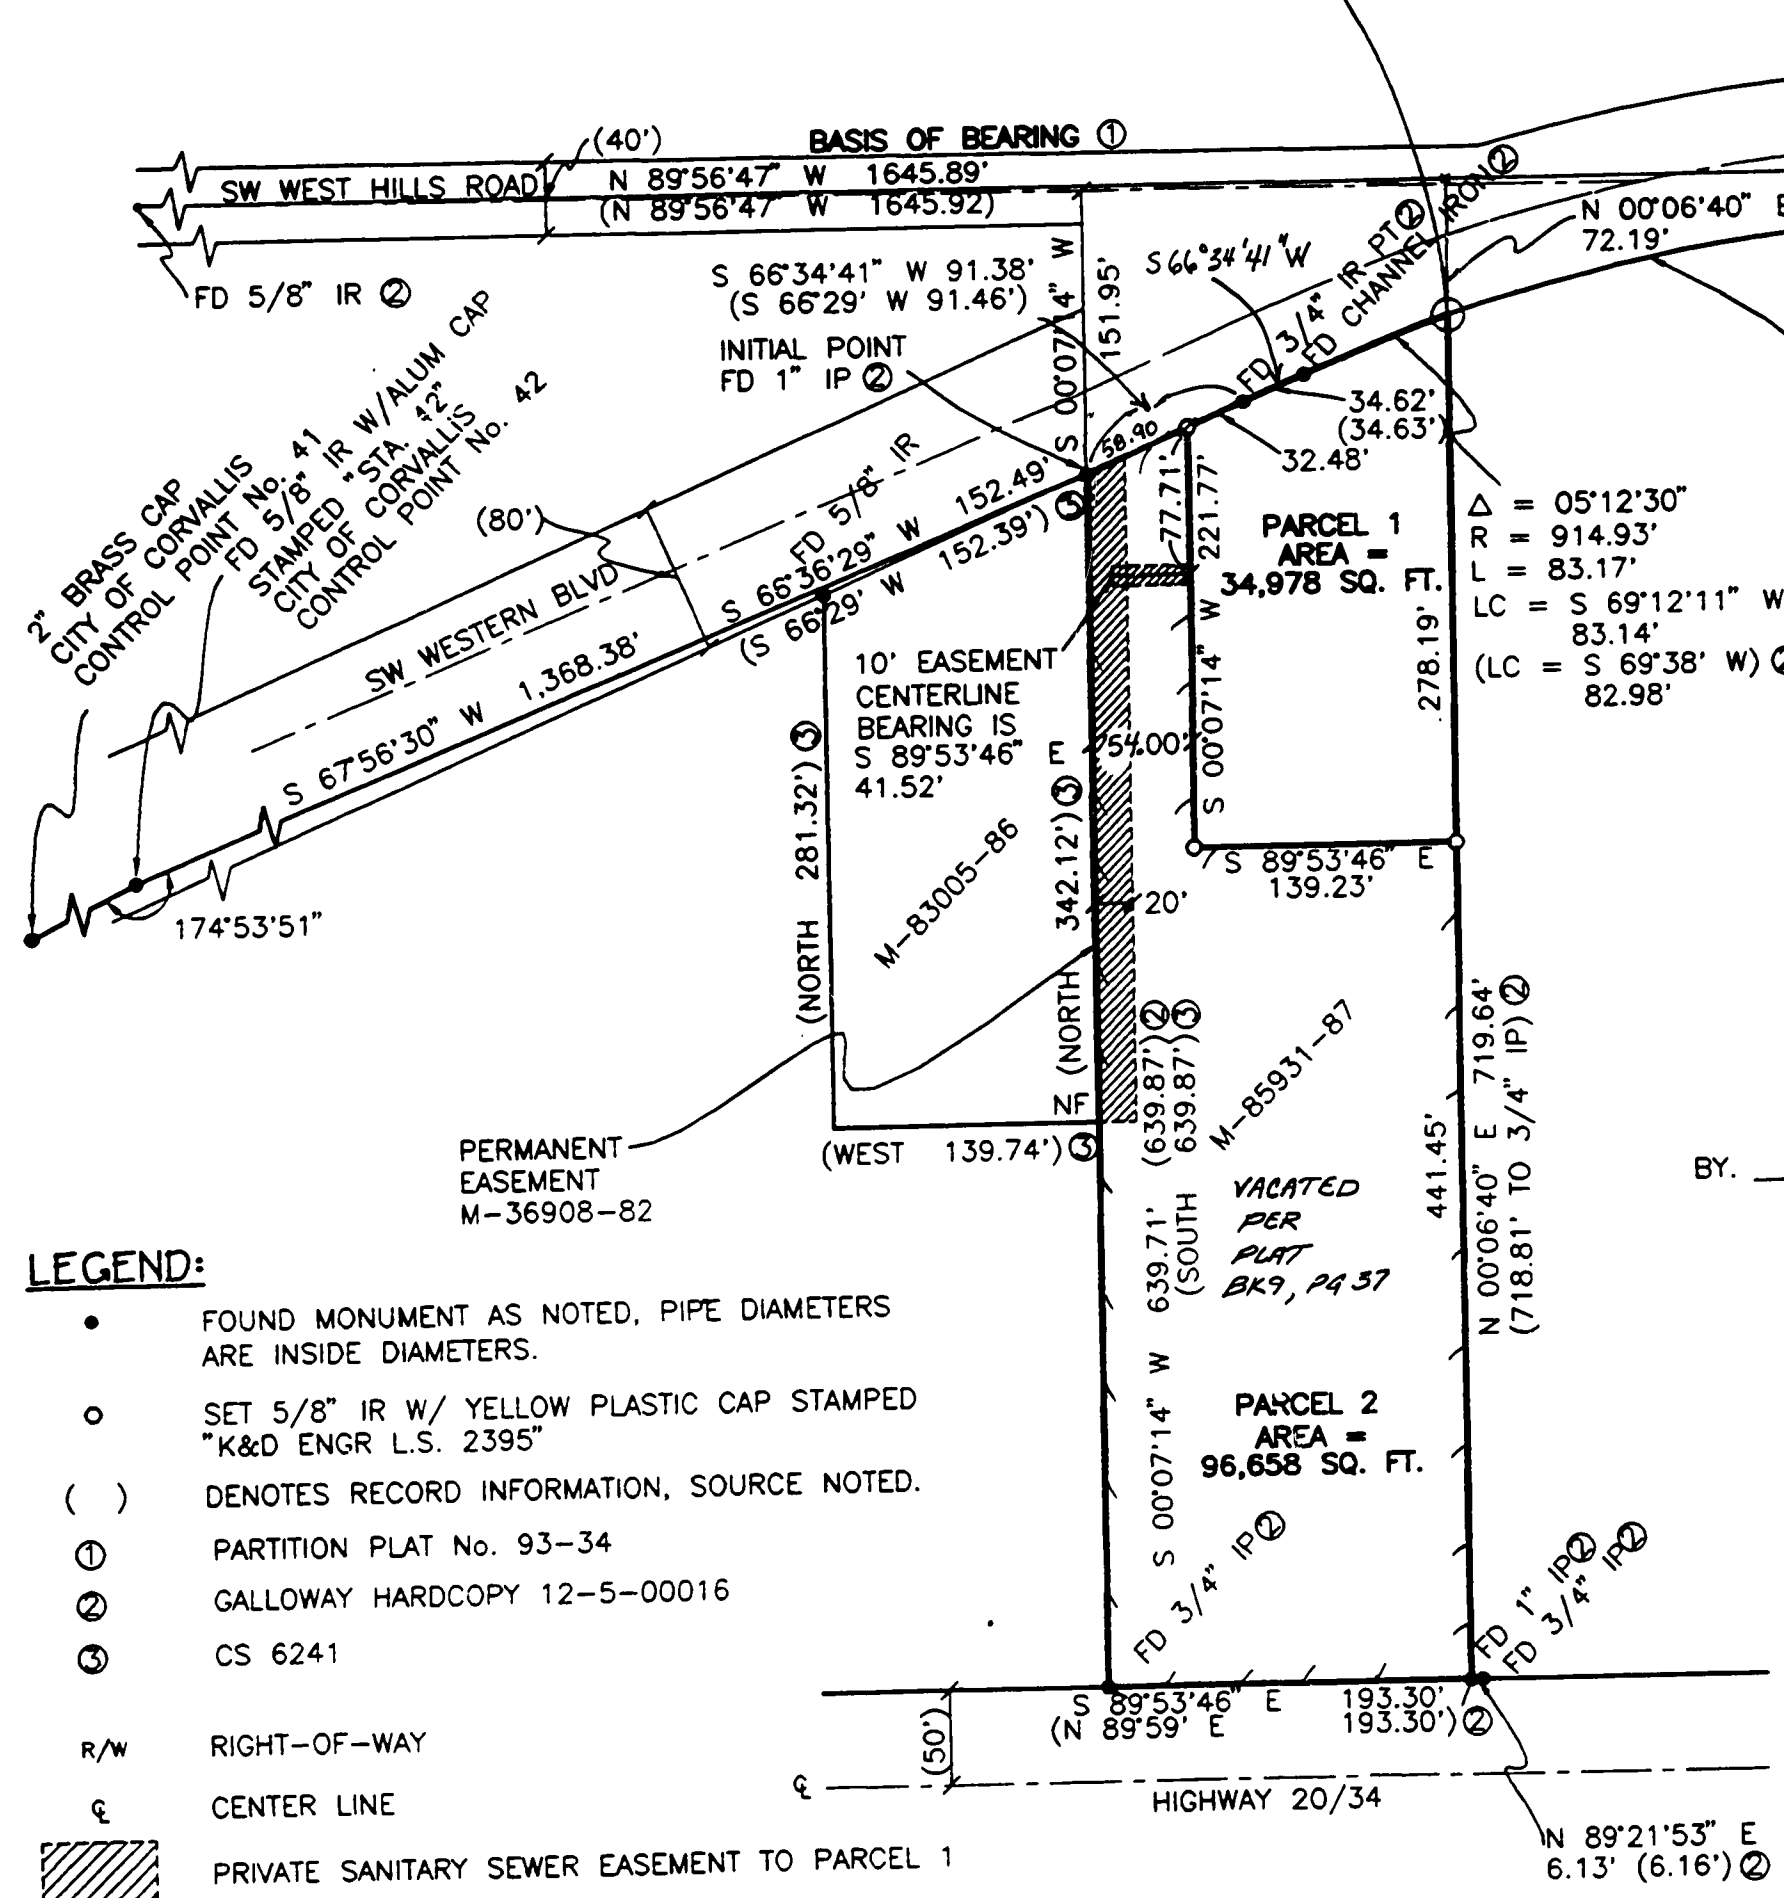 (40') BASIS OF BEARING ①
SW WEST HILLS ROAD
N 89°56'47" W 1645.89'
(N 89°56'47" W 1645.92)
FD 5/8" IR ②
S 66°34'41" W 91.38'
(S 66°29' W 91.46')
INITIAL POINT
FD 1" IP ②
S 00°07'14" W
151.95'
S 66°34'41" W
FD 3/4" IR PT ②
FD CHANNEL IRON ②
N 00°06'40" E
72.19'
34.62'
(34.63')
32.48'
58.90
2" BRASS CAP
CITY OF CORVALLIS
CONTROL POINT No. 41
FD 5/8" IR W/ALUM CAP
STAMPED "STA. 42"
CITY OF CORVALLIS
CONTROL POINT No. 42
(80')
SW WESTERN BLVD
FD 5/8" IR
S 66°36'29" W 152.49'
(S 66°29' W 152.39') ③
S 67°56'30" W 1,368.38'
174°53'51"
77.71'
221.77'
S 00°07'14" W
PARCEL 1
AREA =
34,978 SQ. FT.
278.19'
Δ = 05°12'30"
R = 914.93'
L = 83.17'
LC = S 69°12'11" W
83.14'
(LC = S 69°38' W) ②
82.98'
10' EASEMENT
CENTERLINE
BEARING IS
S 89°53'46" E
41.52'
54.00'
S 89°53'46" E
139.23'
20'
(NORTH 281.32') ③
M-83005-86
(NORTH 342.12') ③
NF
(WEST 139.74') ③
PERMANENT
EASEMENT
M-36908-82
S 00°07'14" W 639.71' (639.87') ②
(SOUTH 639.87') ③
M-85931-87
VACATED
PER
PLAT
BK9, PG 37
441.45'
N 00°06'40" E 719.64'
(718.81' TO 3/4" IP) ②
BY.
PARCEL 2
AREA =
96,658 SQ. FT.
FD 3/4" IP ②
FD 1" IP ②
FD 3/4" IP ②
S 89°53'46" E 193.30'
(N 89°59' E 193.30') ②
(50')
℄
HIGHWAY 20/34
N 89°21'53" E
6.13' (6.16') ②
LEGEND:
● FOUND MONUMENT AS NOTED, PIPE DIAMETERS
ARE INSIDE DIAMETERS.
○ SET 5/8" IR W/ YELLOW PLASTIC CAP STAMPED
"K&D ENGR L.S. 2395"
( ) DENOTES RECORD INFORMATION, SOURCE NOTED.
① PARTITION PLAT No. 93-34
② GALLOWAY HARDCOPY 12-5-00016
③ CS 6241
R/W RIGHT-OF-WAY
℄ CENTER LINE
PRIVATE SANITARY SEWER EASEMENT TO PARCEL 1